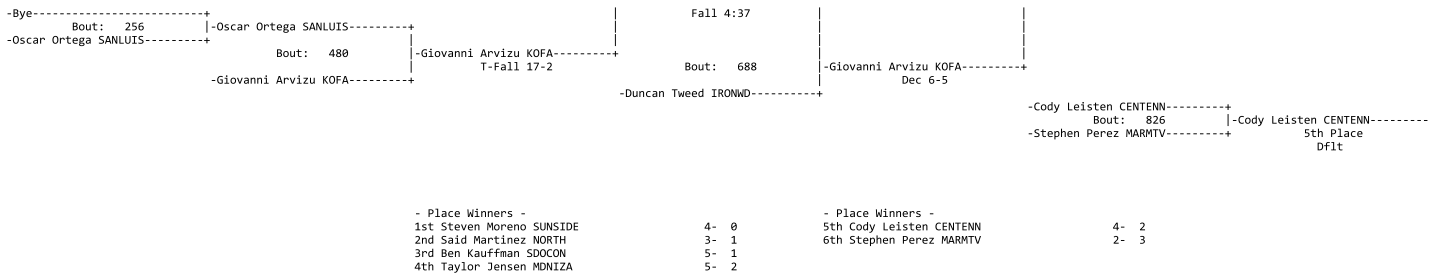 -Bye--------------------------+ | Fall 4:37 | |
Bout: 256 |-Oscar Ortega SANLUIS---------+ | | |
-Oscar Ortega SANLUIS---------+ | | | |
Bout: 480 |-Giovanni Arvizu KOFA---------+ | |
| T-Fall 17-2 Bout: 688 |-Giovanni Arvizu KOFA---------+
-Giovanni Arvizu KOFA---------+ | Dec 6-5
-Duncan Tweed IRONWD----------+
-Cody Leisten CENTENN---------+
Bout: 826 |-Cody Leisten CENTENN---------
-Stephen Perez MARMTV---------+ 5th Place
Dflt
- Place Winners - - Place Winners -
1st Steven Moreno SUNSIDE 4- 0 5th Cody Leisten CENTENN 4- 2
2nd Said Martinez NORTH 3- 1 6th Stephen Perez MARMTV 2- 3
3rd Ben Kauffman SDOCON 5- 1
4th Taylor Jensen MDNIZA 5- 2